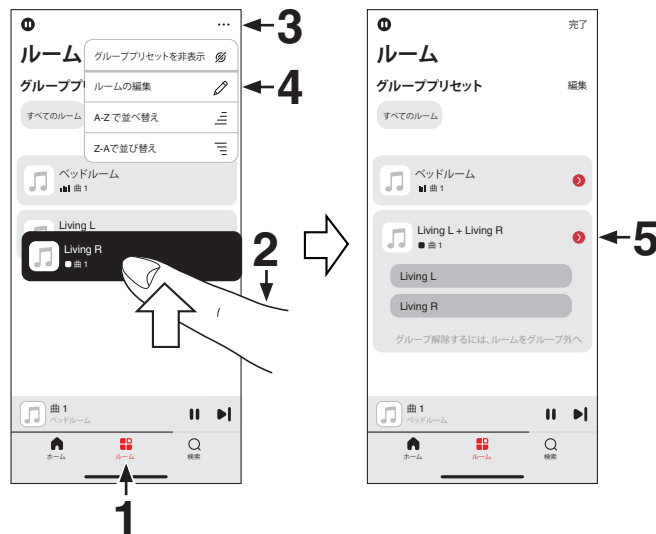 3
ルーム
グループプリセットを非表示
グループプ
ルームの編集
4
すべてのルーム
A-Z で並べ替え
Z-Aで並び替え
ベッドルーム
曲 1
Living L
Living R
曲 1
2
曲 1
ベッドルーム
ホーム
ルーム
検索
1
完了
ルーム
グループプリセット
編集
すべてのルーム
ベッドルーム
曲 1
Living L + Living R
曲 1
5
Living L
Living R
グループ解除するには、ルームをグループ外へ
曲 1
ベッドルーム
ホーム
ルーム
検索